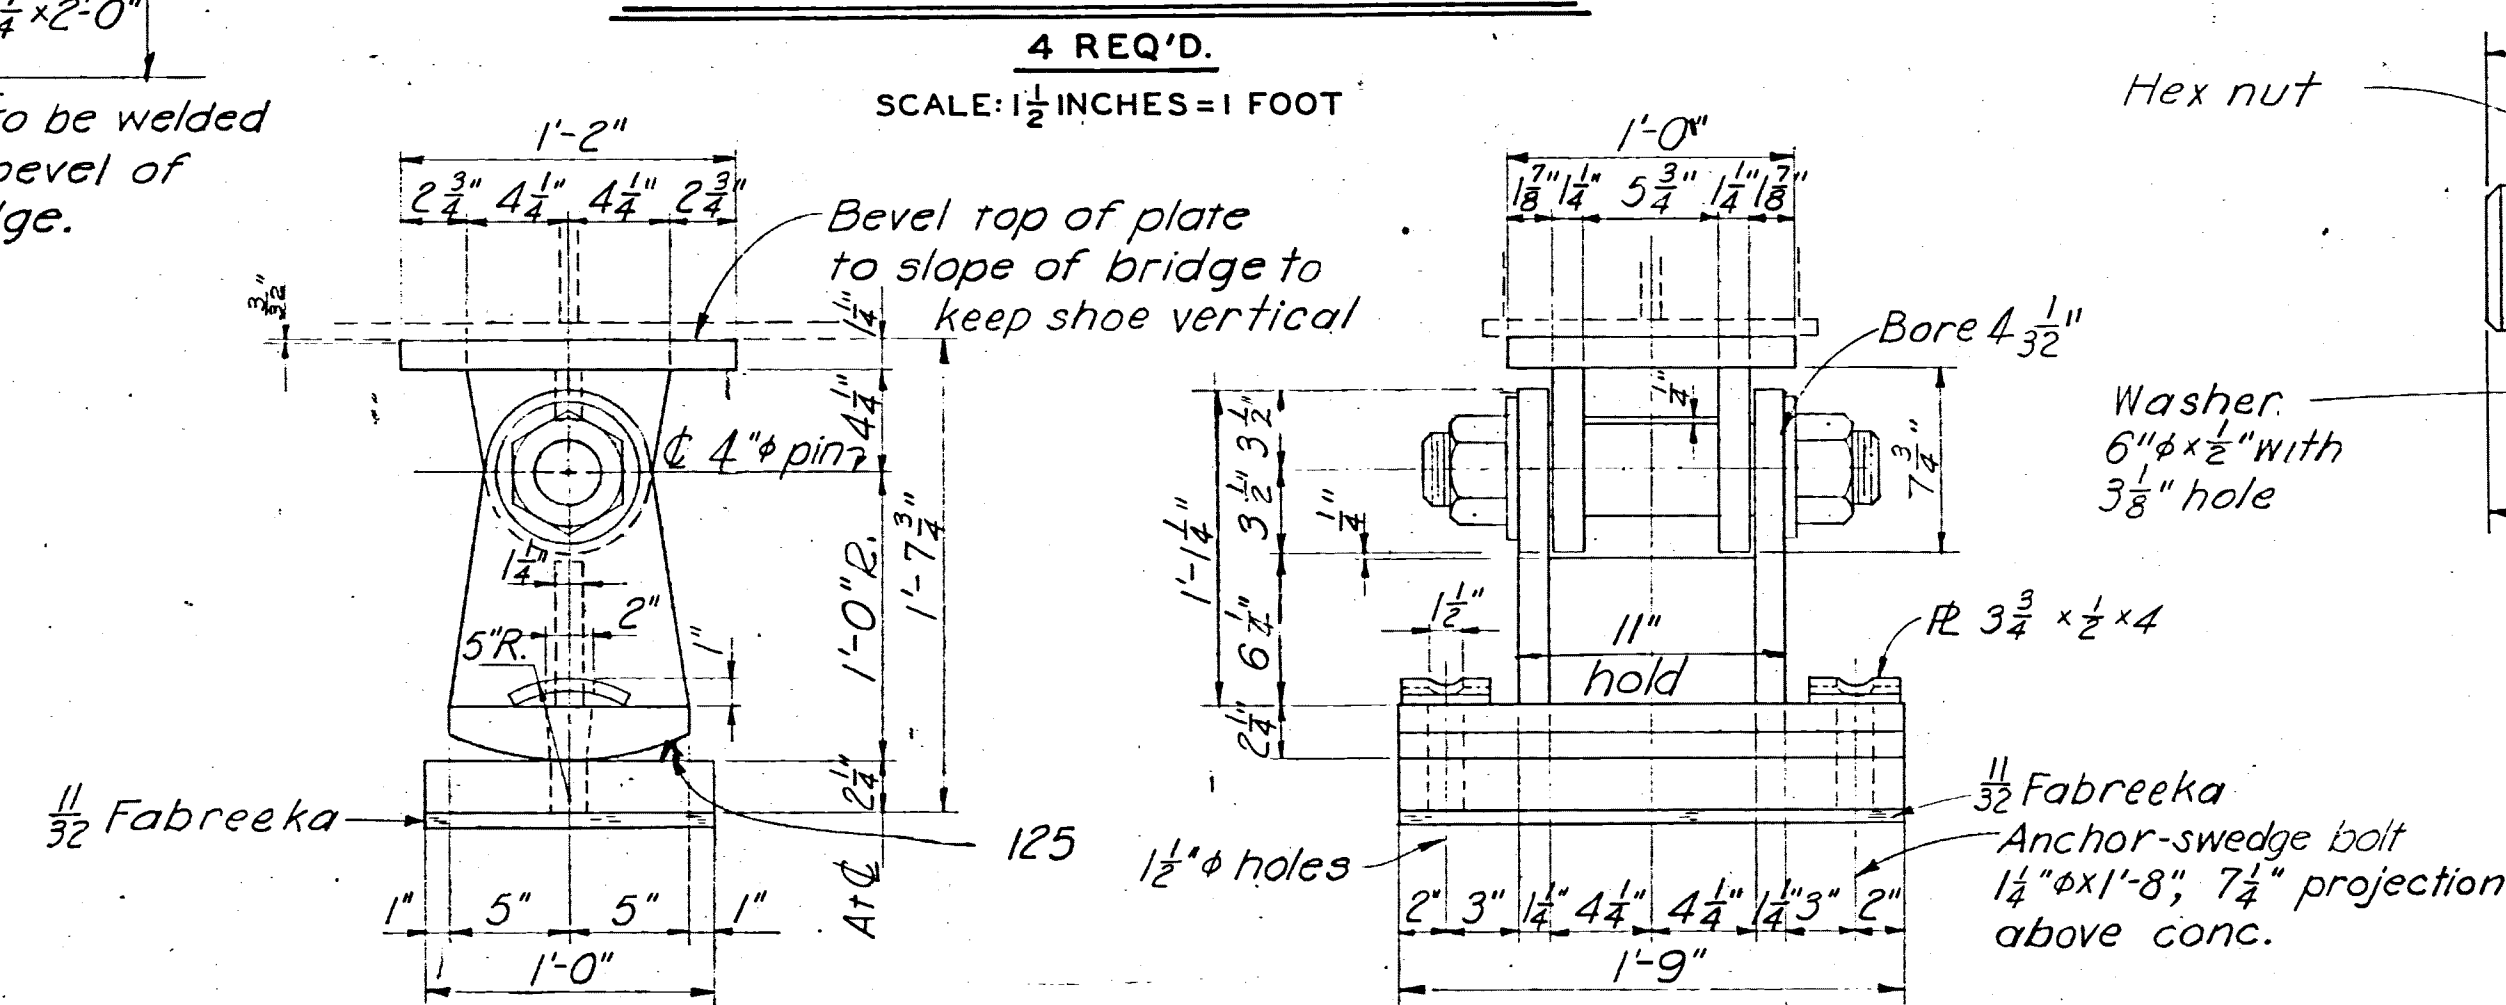 ¼ ×2'-0"
to be welded
bevel of
4 REQ'D.
SCALE: 1½ INCHES = 1 FOOT
1'-2"
2¾" 4¼" 4¼" 2¾"
Bevel top of plate
to slope of bridge to
keep shoe vertical
3/32"
1¼"
4¼"
℄ 4"ϕ pin
1'-0"R.
1'-7¾"
1¼"
2"
5"R.
1"
2¼"
11/32 Fabreeka
125
At ℄
1" 5" 5" 1"
1'-0"
1'-0"
1⅞" 1¼" 5¾" 1¼" 1⅞"
Bore 4 1/32"
¼"
3½"
3½"
7¾"
1'-1¼"
¼"
6¼"
1½"
11"
hold
℔ 3¾ × ½ × 4
2¼"
11/32 Fabreeka
1½"ϕ holes
Anchor-swedge bolt
1¼"ϕ×1'-8", 7¼" projection
above conc.
2" 3" 1¼" 4¼" 4¼" 1¼" 3" 2"
1'-9"
Hex nut
Washer
6"ϕ×½" with
3⅛" hole